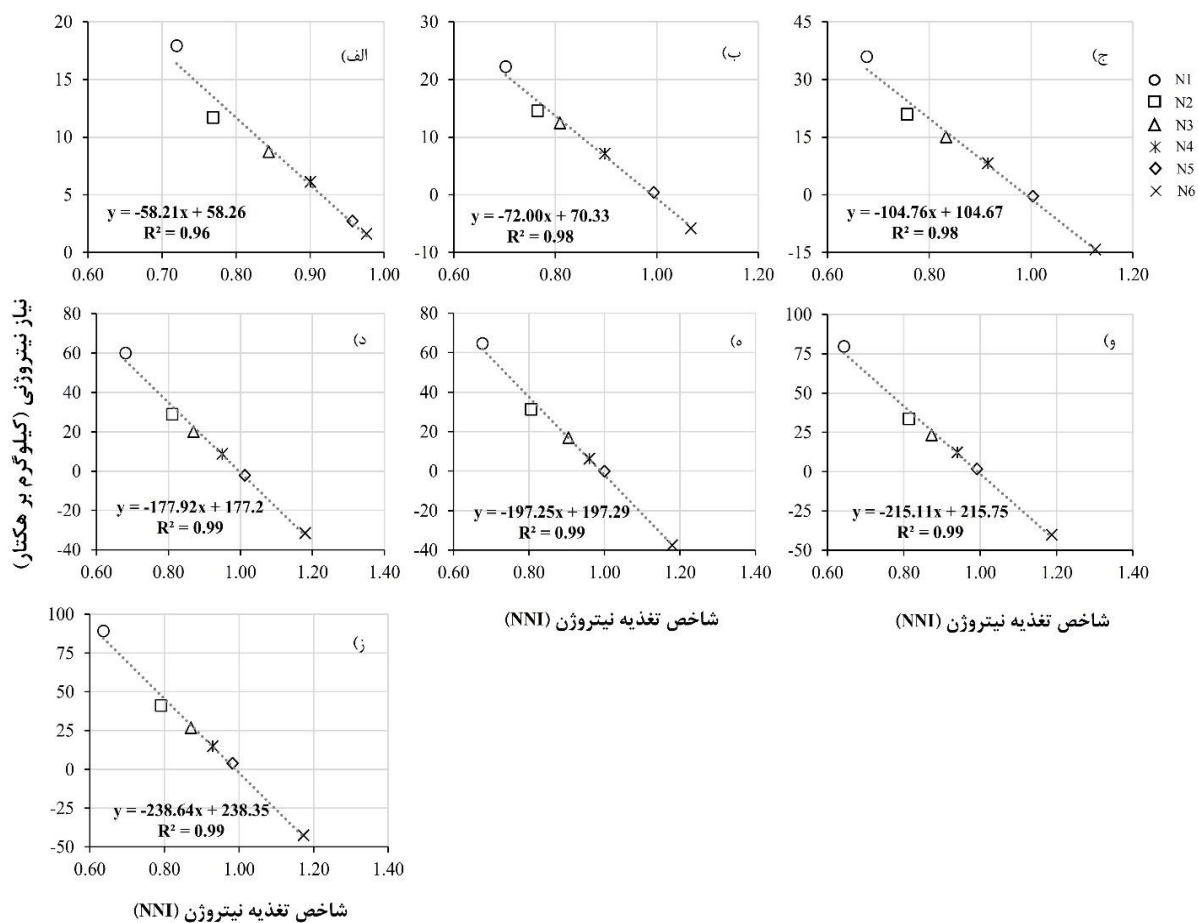 20
15
10
5
0
0.60
0.70
0.80
0.90
1.00
الف)
y = -58.21x + 58.26
R² = 0.96
30
20
10
0
-10
0.60
0.80
1.00
1.20
ب)
y = -72.00x + 70.33
R² = 0.98
45
30
15
0
-15
0.60
0.80
1.00
1.20
ج)
y = -104.76x + 104.67
R² = 0.98
N1
N2
N3
N4
N5
N6
نیاز نیتروژنی (کیلوگرم بر هکتار)
80
60
40
20
0
-20
-40
0.60
0.80
1.00
1.20
1.40
د)
y = -177.92x + 177.2
R² = 0.99
80
60
40
20
0
-20
-40
0.60
0.80
1.00
1.20
1.40
ه)
y = -197.25x + 197.29
R² = 0.99
100
75
50
25
0
-25
-50
0.60
0.80
1.00
1.20
1.40
و)
y = -215.11x + 215.75
R² = 0.99
شاخص تغذیه نیتروژن (NNI)
شاخص تغذیه نیتروژن (NNI)
100
75
50
25
0
-25
-50
0.60
0.80
1.00
1.20
1.40
ز)
y = -238.64x + 238.35
R² = 0.99
شاخص تغذیه نیتروژن (NNI)